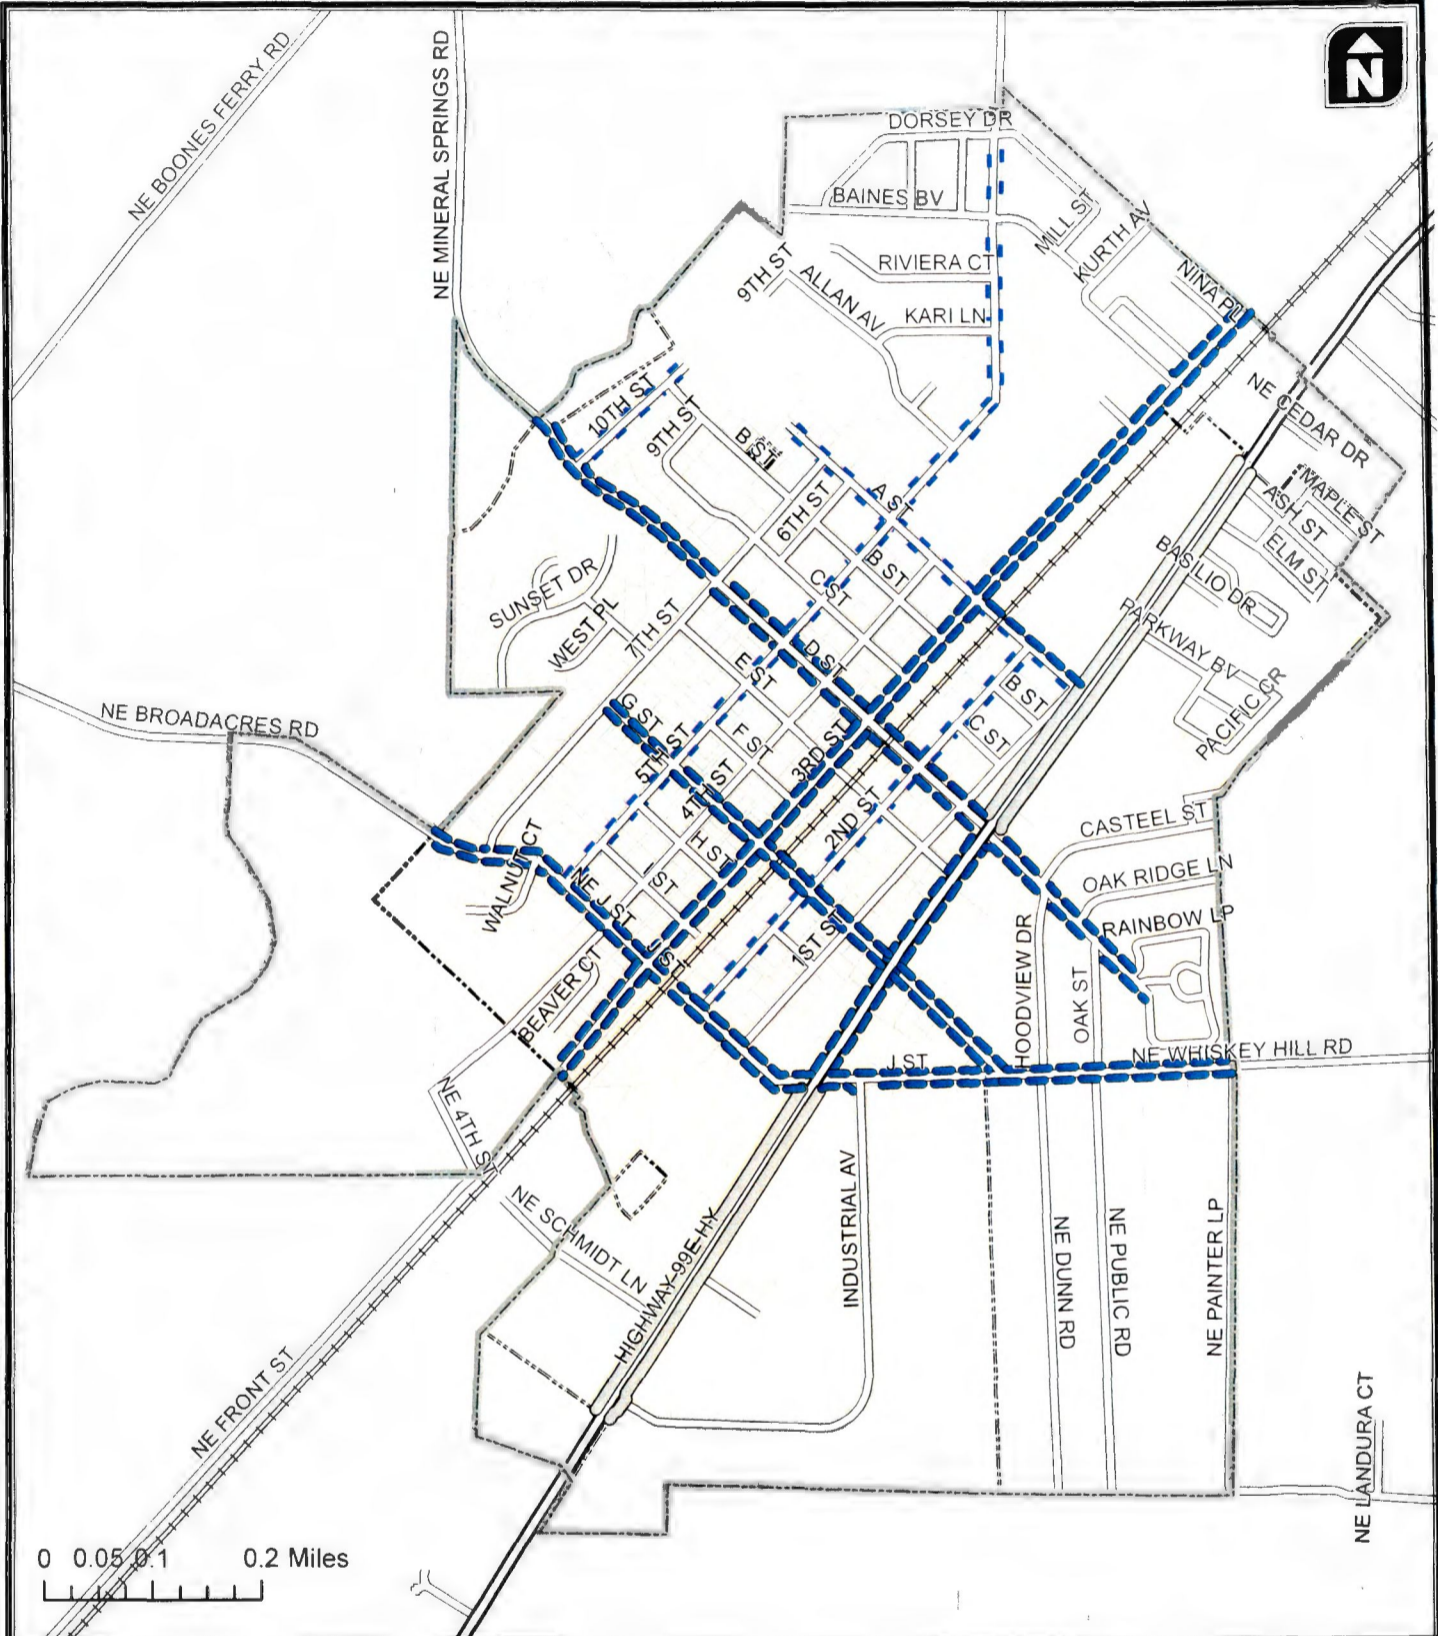 N
NE BOONES FERRY RD
NE MINERAL SPRINGS RD
DORSEY DR
BAINES BV
MILL ST
KURTH AV
RIVIERA CT
9TH ST
ALLAN AV
KARI LN
NINA PL
10TH ST
9TH ST
B ST
NE CEDAR DR
MAPLE ST
ASH ST
ELM ST
A ST
6TH ST
B ST
C ST
BASILIO DR
PARKWAY BV
PACIFIC CR
SUNSET DR
WEST PL
7TH ST
D ST
E ST
B ST
C ST
G ST
F ST
5TH ST
4TH ST
3RD ST
2ND ST
NE BROADACRES RD
CASTEEL ST
OAK RIDGE LN
RAINBOW LP
H ST
I ST
WALNUT CT
NE J ST
J ST
1ST ST
BEAVER CT
HOODVIEW DR
OAK ST
J ST
NE WHISKEY HILL RD
NE 4TH ST
NE SCHMIDT LN
HIGHWAY 99E HY
INDUSTRIAL AV
NE DUNN RD
NE PUBLIC RD
NE PAINTER LP
NE FRONT ST
NE LANDURA CT
0 0.05 0.1 0.2 Miles